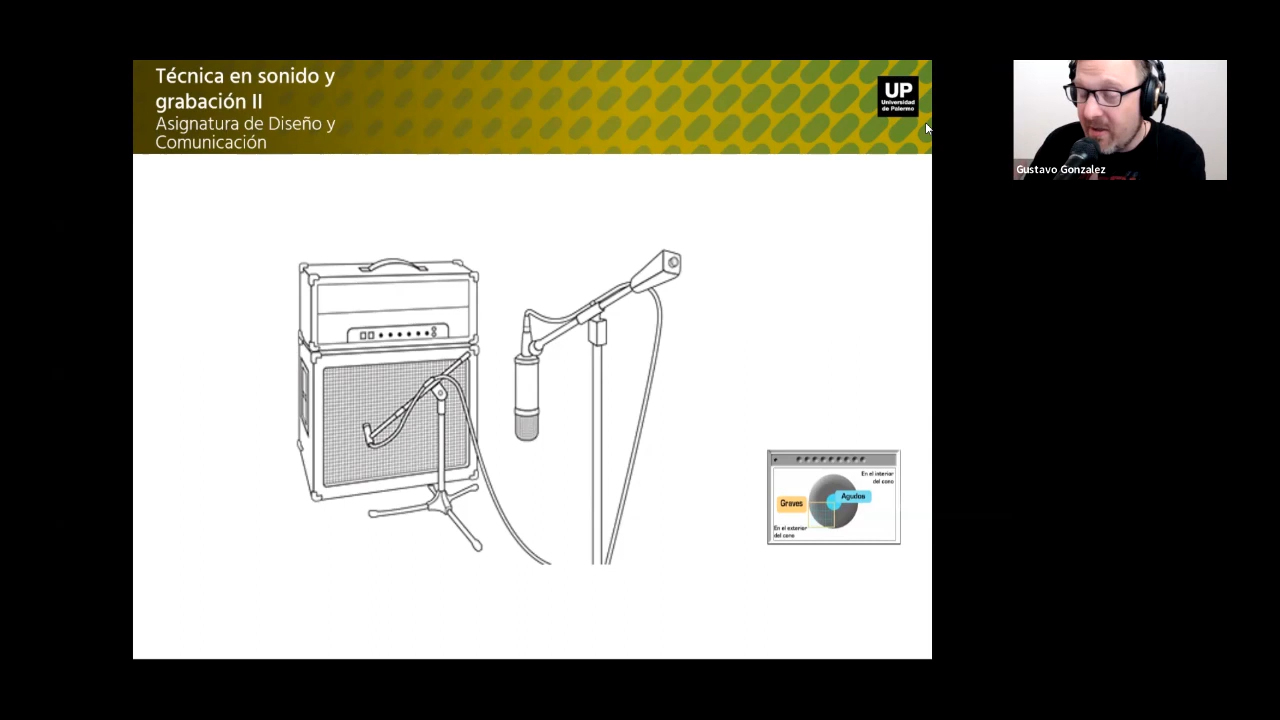 Técnica en sonido y
grabación II
Asignatura de Diseño y
Comunicación
UP
Universidad
de Palermo
Gustavo Gonzalez
En el interior
del cono
Agudos
Graves
En el exterior
del cono